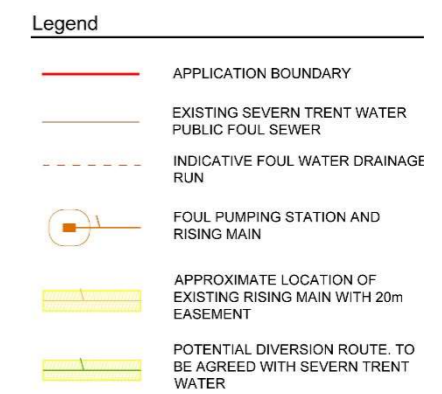 Legend
APPLICATION BOUNDARY
EXISTING SEVERN TRENT WATER
PUBLIC FOUL SEWER
INDICATIVE FOUL WATER DRAINAGE
RUN
FOUL PUMPING STATION AND
RISING MAIN
APPROXIMATE LOCATION OF
EXISTING RISING MAIN WITH 20m
EASEMENT
POTENTIAL DIVERSION ROUTE. TO
BE AGREED WITH SEVERN TRENT
WATER